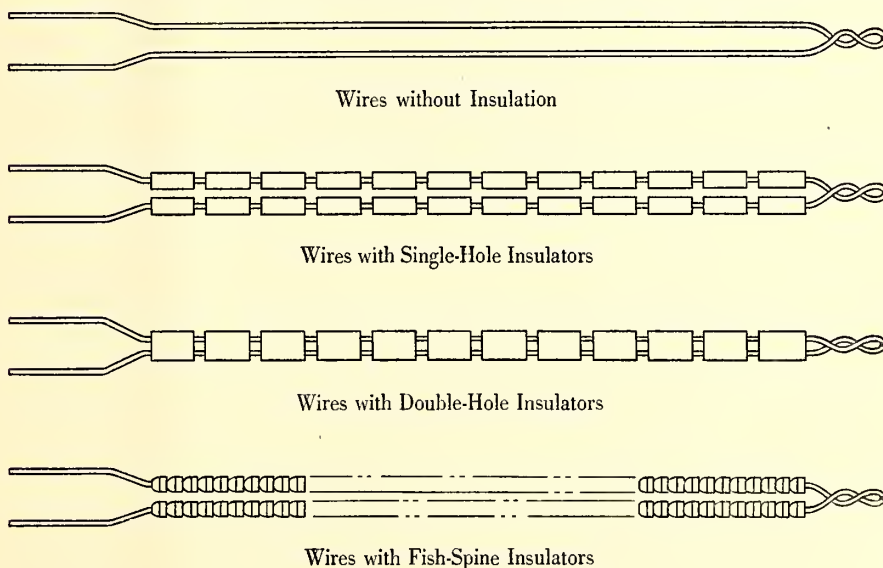 Wires without Insulation
Wires with Single-Hole Insulators
Wires with Double-Hole Insulators
Wires with Fish-Spine Insulators